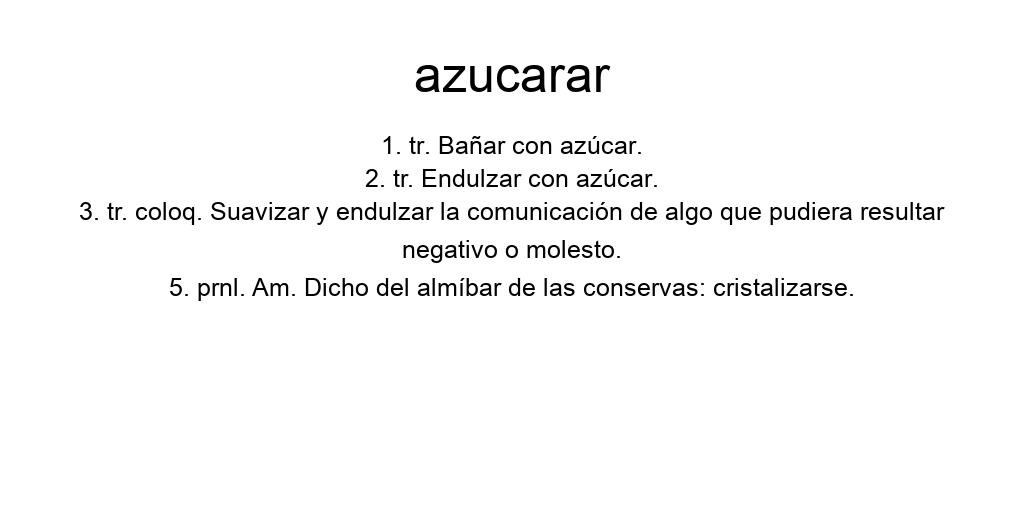 azucarar
1. tr. Bañar con azúcar.
2. tr. Endulzar con azúcar.
3. tr. coloq. Suavizar y endulzar la comunicación de algo que pudiera resultar
negativo o molesto.
5. prnl. Am. Dicho del almíbar de las conservas: cristalizarse.